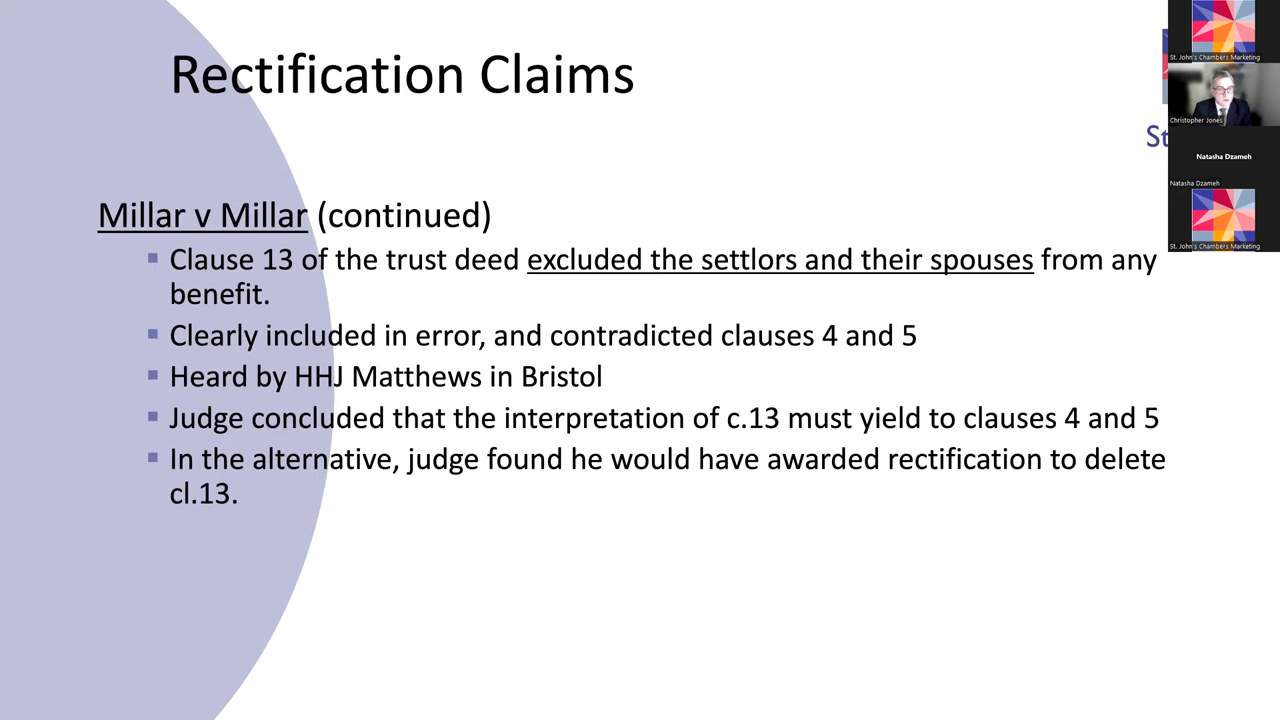 Rectification Claims
Millar v Millar (continued)
Clause 13 of the trust deed excluded the settlors and their spouses from any
benefit.
Clearly included in error, and contradicted clauses 4 and 5
Heard by HHJ Matthews in Bristol
Judge concluded that the interpretation of c.13 must yield to clauses 4 and 5
In the alternative, judge found he would have awarded rectification to delete
cl.13.
St
St. John's Chambers Marketing
Christopher Jones
Natasha Dzameh
Natasha Dzameh
St. John's Chambers Marketing